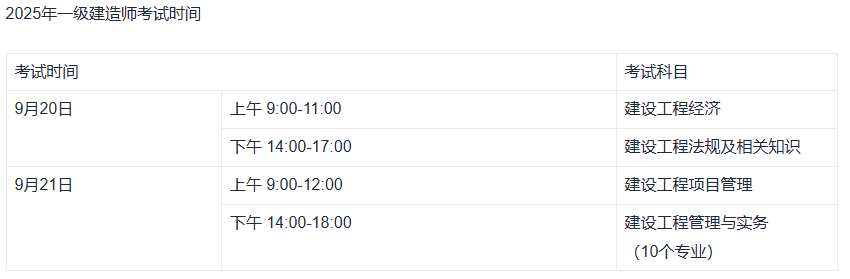 2025年一级建造师考试时间
考试时间 考试科目
9月20日 上午 9:00-11:00 建设工程经济
下午 14:00-17:00 建设工程法规及相关知识
9月21日 上午 9:00-12:00 建设工程项目管理
下午 14:00-18:00 建设工程管理与实务
（10个专业）